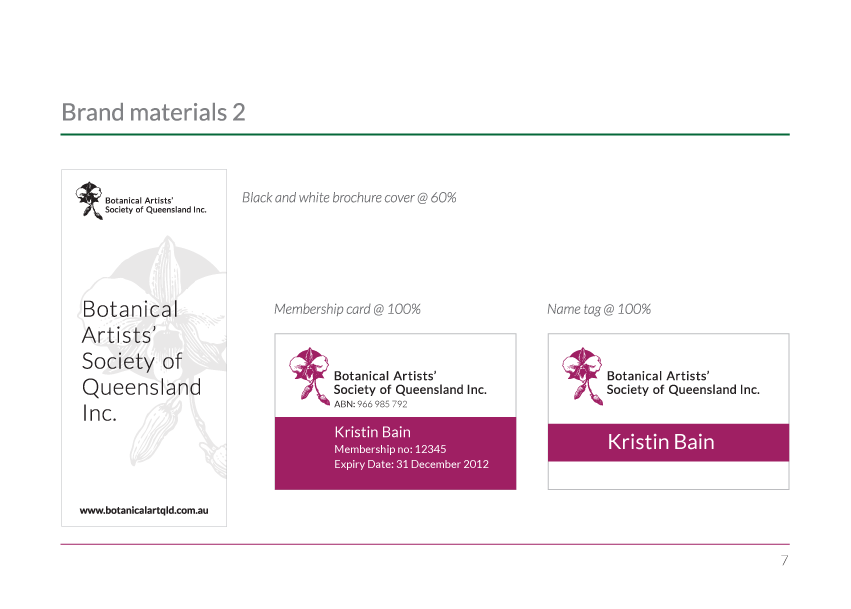 Brand materials 2
Botanical Artists'
Society of Queensland Inc.
Botanical
Artists'
Society of
Queensland
Inc.
www.botanicalartqld.com.au
Black and white brochure cover @ 60%
Membership card @ 100%
Botanical Artists'
Society of Queensland Inc.
ABN: 966 985 792
Kristin Bain
Membership no: 12345
Expiry Date: 31 December 2012
Name tag @ 100%
Botanical Artists'
Society of Queensland Inc.
Kristin Bain
7